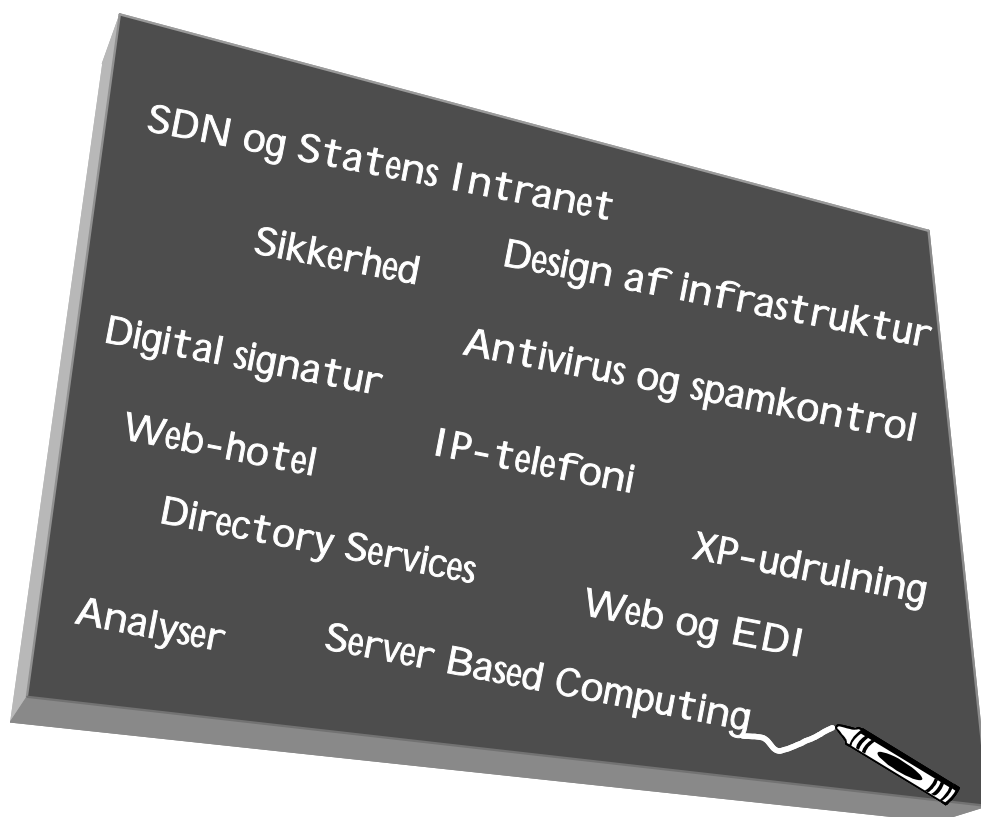 SDN og Statens Intranet
Sikkerhed
Design af infrastruktur
Digital signatur
Antivirus og spamkontrol
Web-hotel
IP-telefoni
Directory Services
XP-udrulning
Web og EDI
Analyser
Server Based Computing